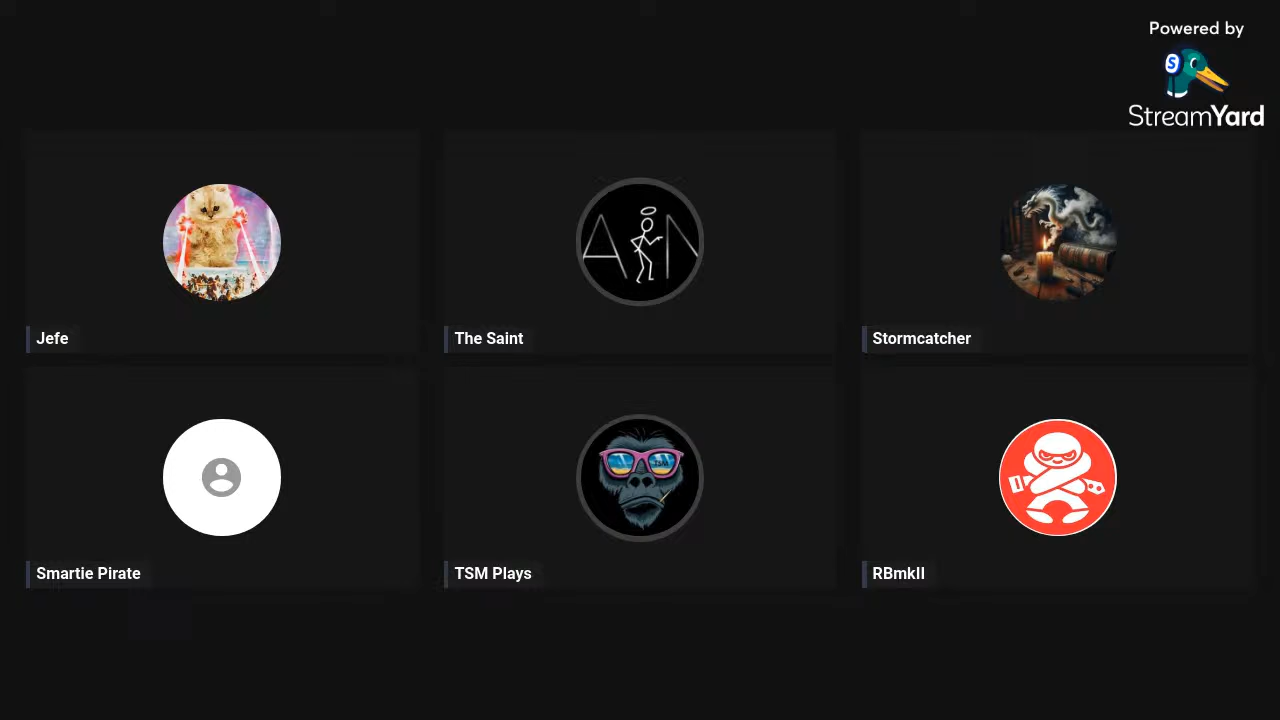 Powered by
S
StreamYard
Jefe
The Saint
Stormcatcher
Smartie Pirate
TSM Plays
RBmkII